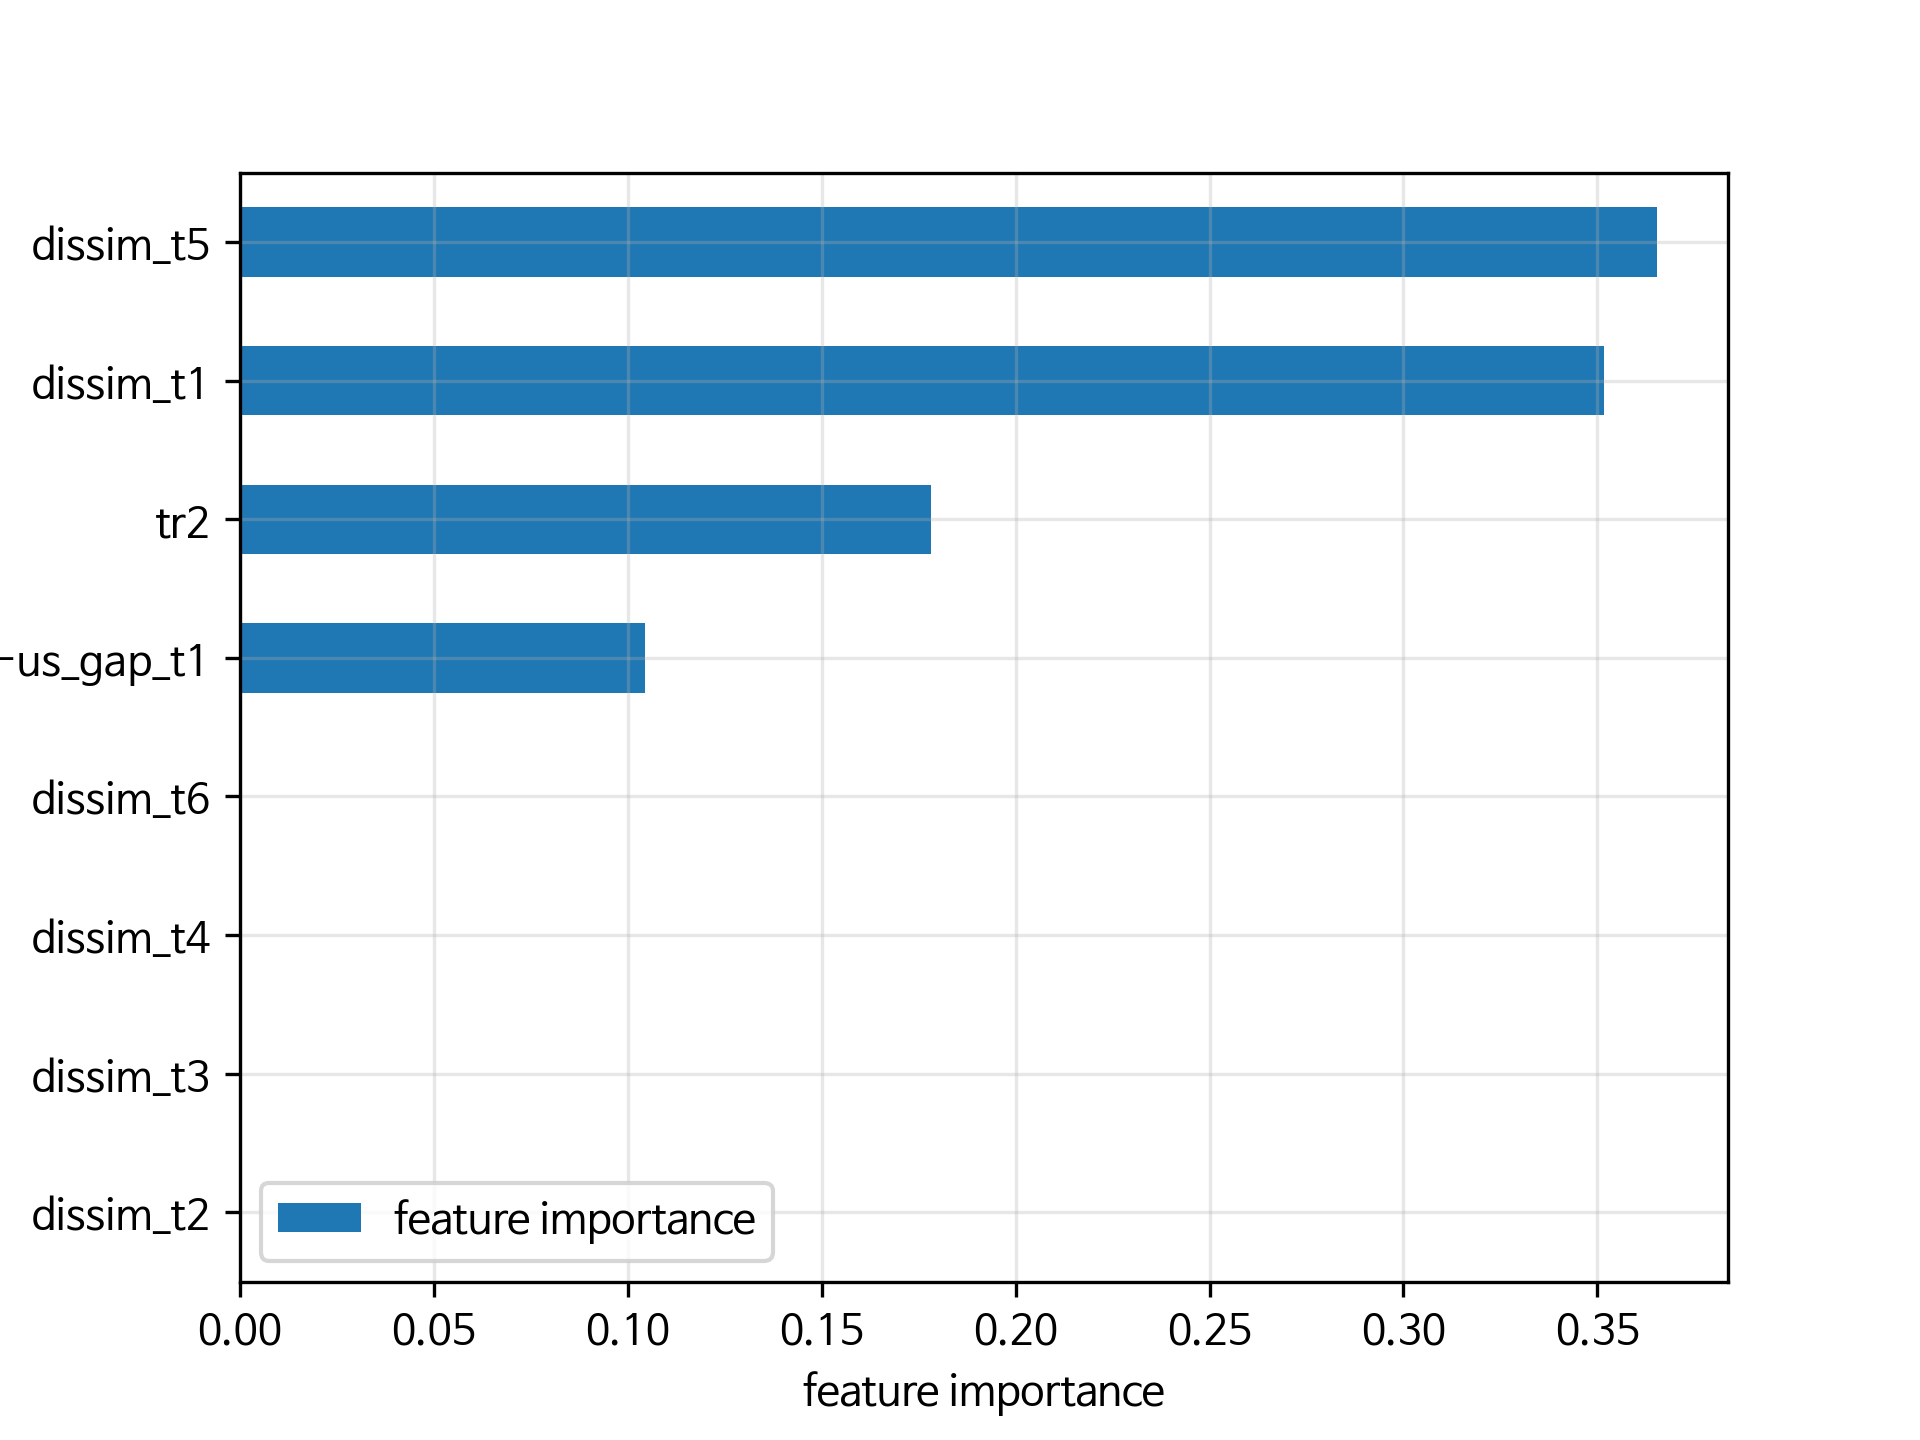 dissim_t5
dissim_t1
tr2
-us_gap_t1
dissim_t6
dissim_t4
dissim_t3
dissim_t2
feature importance
0.00 0.05 0.10 0.15 0.20 0.25 0.30 0.35
feature importance